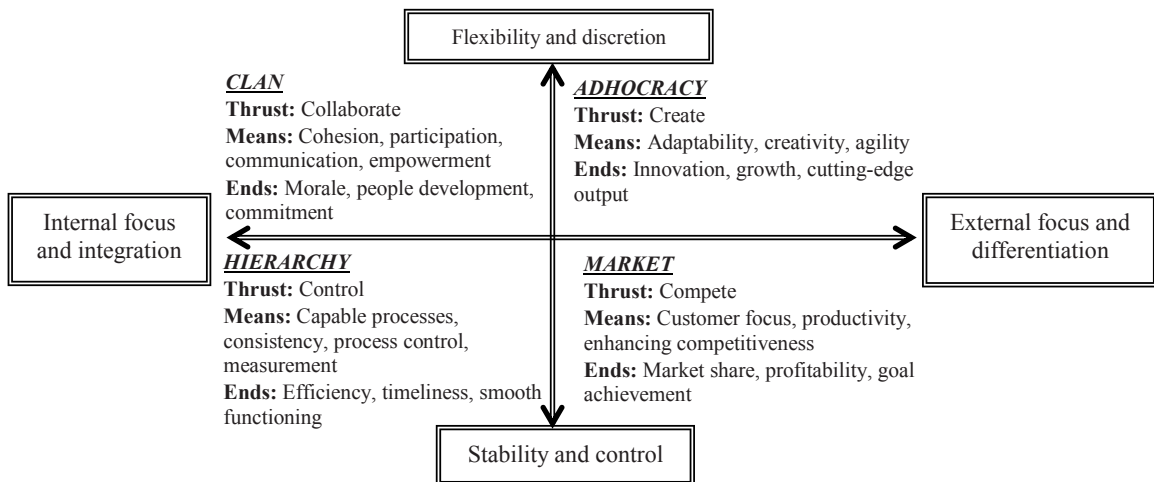 Flexibility and discretion
CLAN
Thrust: Collaborate
Means: Cohesion, participation,
communication, empowerment
Ends: Morale, people development,
commitment
ADHOCRACY
Thrust: Create
Means: Adaptability, creativity, agility
Ends: Innovation, growth, cutting-edge
output
Internal focus
and integration
External focus and
differentiation
HIERARCHY
Thrust: Control
Means: Capable processes,
consistency, process control,
measurement
Ends: Efficiency, timeliness, smooth
functioning
MARKET
Thrust: Compete
Means: Customer focus, productivity,
enhancing competitiveness
Ends: Market share, profitability, goal
achievement
Stability and control